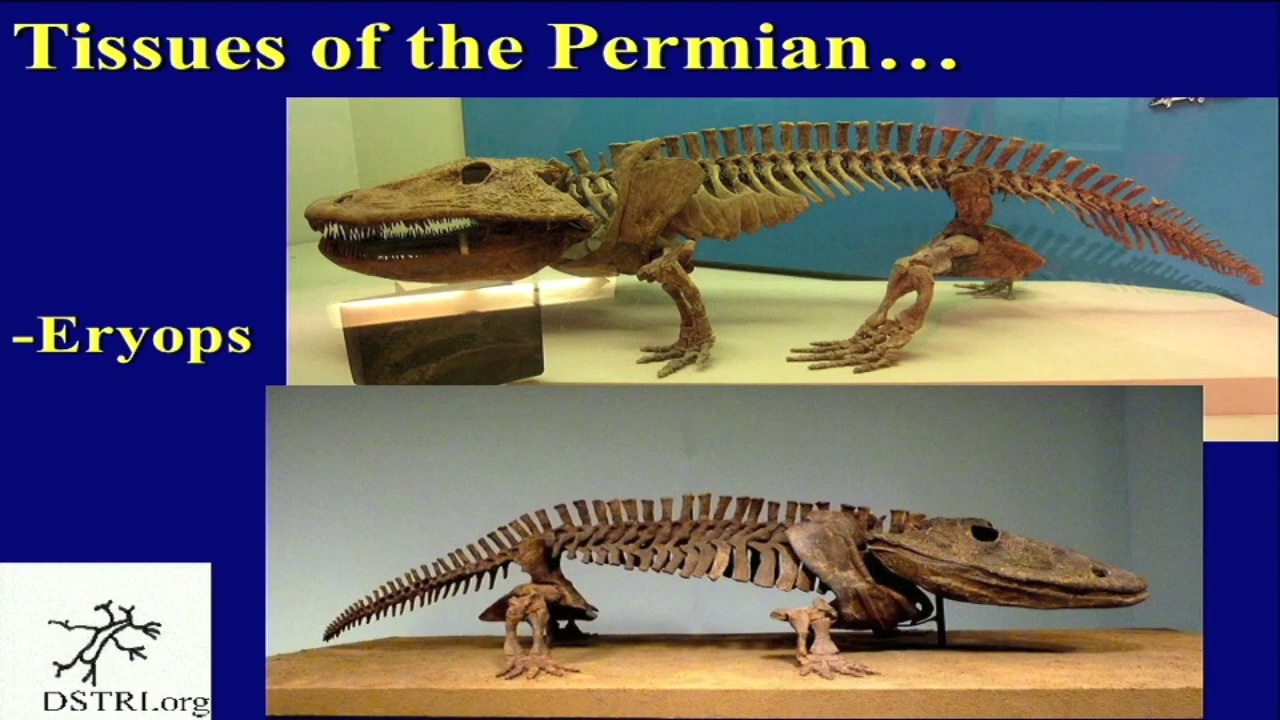 Tissues of the Permian…
-Eryops
DSTRI.org